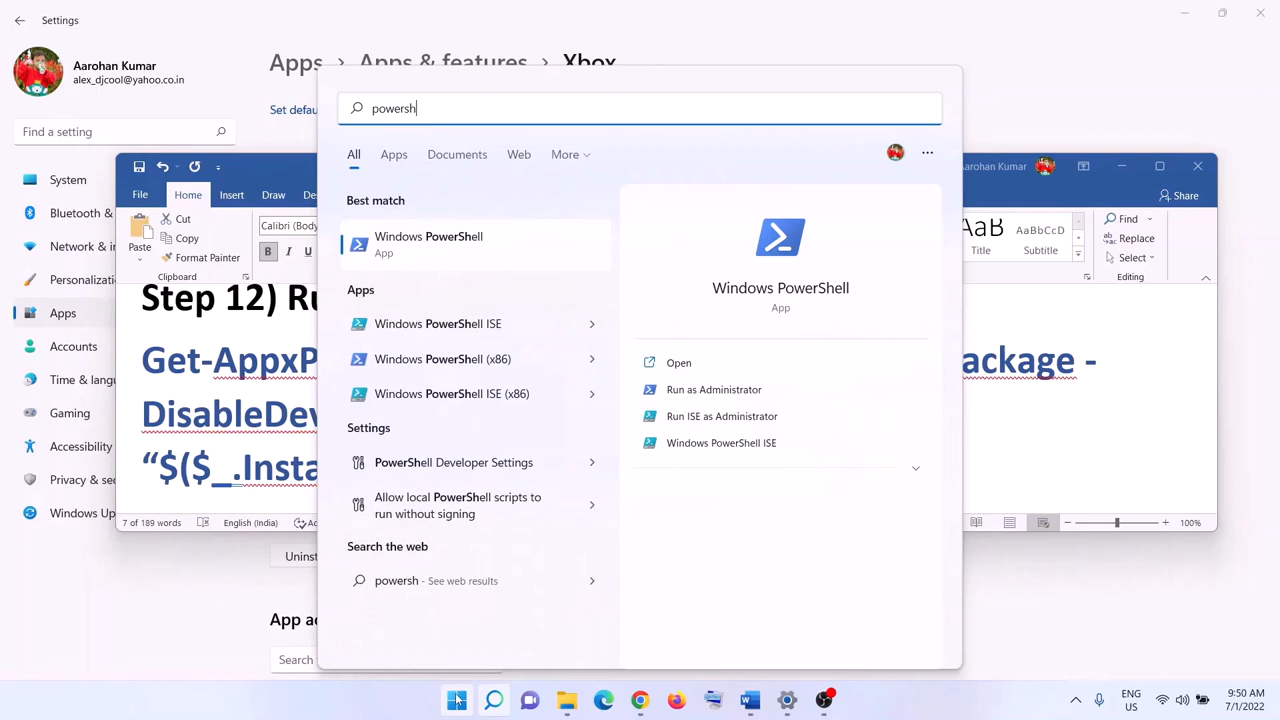 Settings
Aarohan Kumar
alex_djcool@yahoo.co.in
Find a setting
System
Bluetooth &
Network & in
Personalizati
Apps
Accounts
Time & langu
Gaming
Accessibility
Privacy & sec
Windows Up
Apps > Apps & features > Xbox
Set defau
powersh
All Apps Documents Web More
Best match
Windows PowerShell
App
Apps
Windows PowerShell ISE
Windows PowerShell (x86)
Windows PowerShell ISE (x86)
Settings
PowerShell Developer Settings
Allow local PowerShell scripts to
run without signing
Search the web
powersh - See web results
Windows PowerShell
App
Open
Run as Administrator
Run ISE as Administrator
Windows PowerShell ISE
File Home Insert Draw Des
Paste
Cut
Copy
Format Painter
Clipboard
Calibri (Body
B I U
Aarohan Kumar
Share
AaB
Title
AaBbCcD
Subtitle
Find
Replace
Select
Editing
Step 12) Ru
Get-AppxP ackage -
DisableDev
“$($_.Insta
7 of 189 words English (India) Ac 100%
Uninst
App ad
Search
ENG
US
9:50 AM
7/1/2022